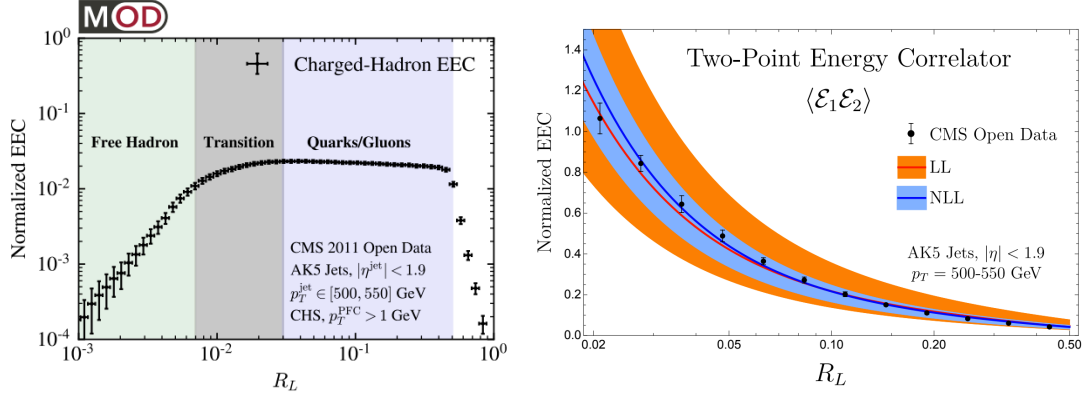 MOD
Normalized EEC
10^0
10^-1
10^-2
10^-3
10^-4
Charged-Hadron EEC
Free Hadron
Transition
Quarks/Gluons
CMS 2011 Open Data
AK5 Jets, |η^jet| < 1.9
p_T^jet ∈ [500, 550] GeV
CHS, p_T^PFC > 1 GeV
10^-3
10^-2
10^-1
10^0
R_L
Normalized EEC
1.4
1.2
1.0
0.8
0.6
0.4
0.2
0.0
Two-Point Energy Correlator
⟨ℰ₁ℰ₂⟩
CMS Open Data
LL
NLL
AK5 Jets, |η| < 1.9
p_T = 500-550 GeV
0.02
0.05
0.10
0.20
0.50
R_L